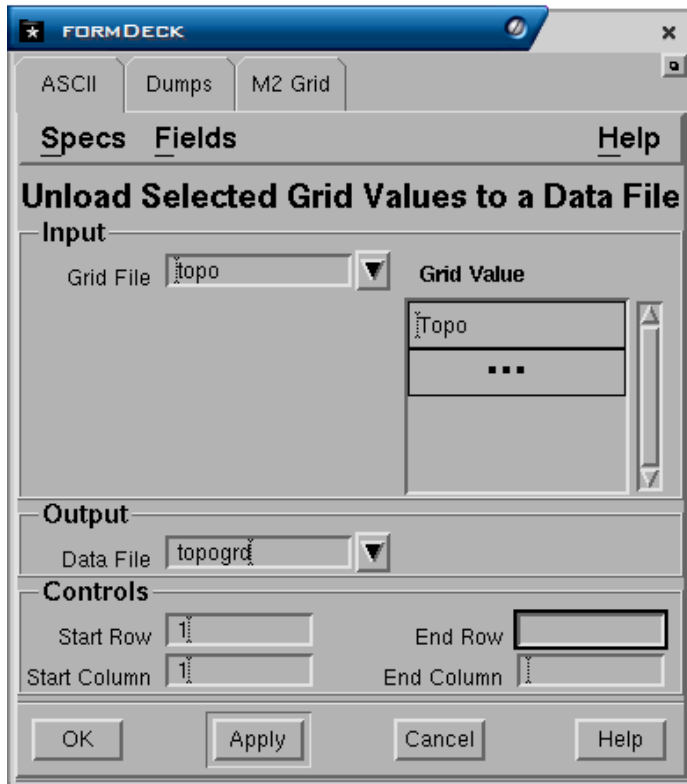 FORMDECK
ASCII Dumps M2 Grid
Specs Fields Help
Unload Selected Grid Values to a Data File
Input
Grid File topo Grid Value
Topo
...
Output
Data File topogrd
Controls
Start Row 1 End Row
Start Column 1 End Column
OK Apply Cancel Help